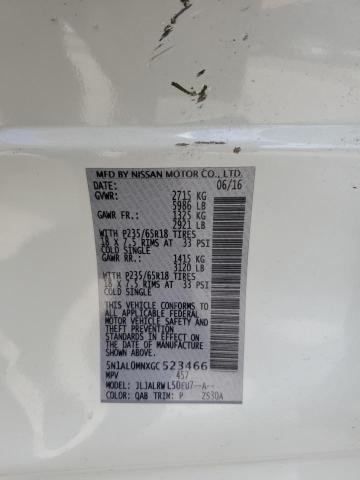 MFD BY NISSAN MOTOR CO., LTD.
DATE: 06/16
GVWR: 2715 KG
5986 LB
GAWR FR: 1325 KG
2921 LB
WITH P235/65R18 TIRES
18 X 7.5 RIMS AT 33 PSI
COLD SINGLE
GAWR RR: 1415 KG
3120 LB
WITH P235/65R18 TIRES
18 X 7.5 RIMS AT 33 PSI
COLD SINGLE
THIS VEHICLE CONFORMS TO
ALL APPLICABLE FEDERAL
MOTOR VEHICLE SAFETY AND
THEFT PREVENTION
STANDARDS IN EFFECT ON
THE DATE OF MANUFACTURE
SHOWN ABOVE
5N1AL0MNXGC523466
MPV 457
MODEL: JLJALRWL50EU7--A--
COLOR: QAB TRIM: P 2S30A